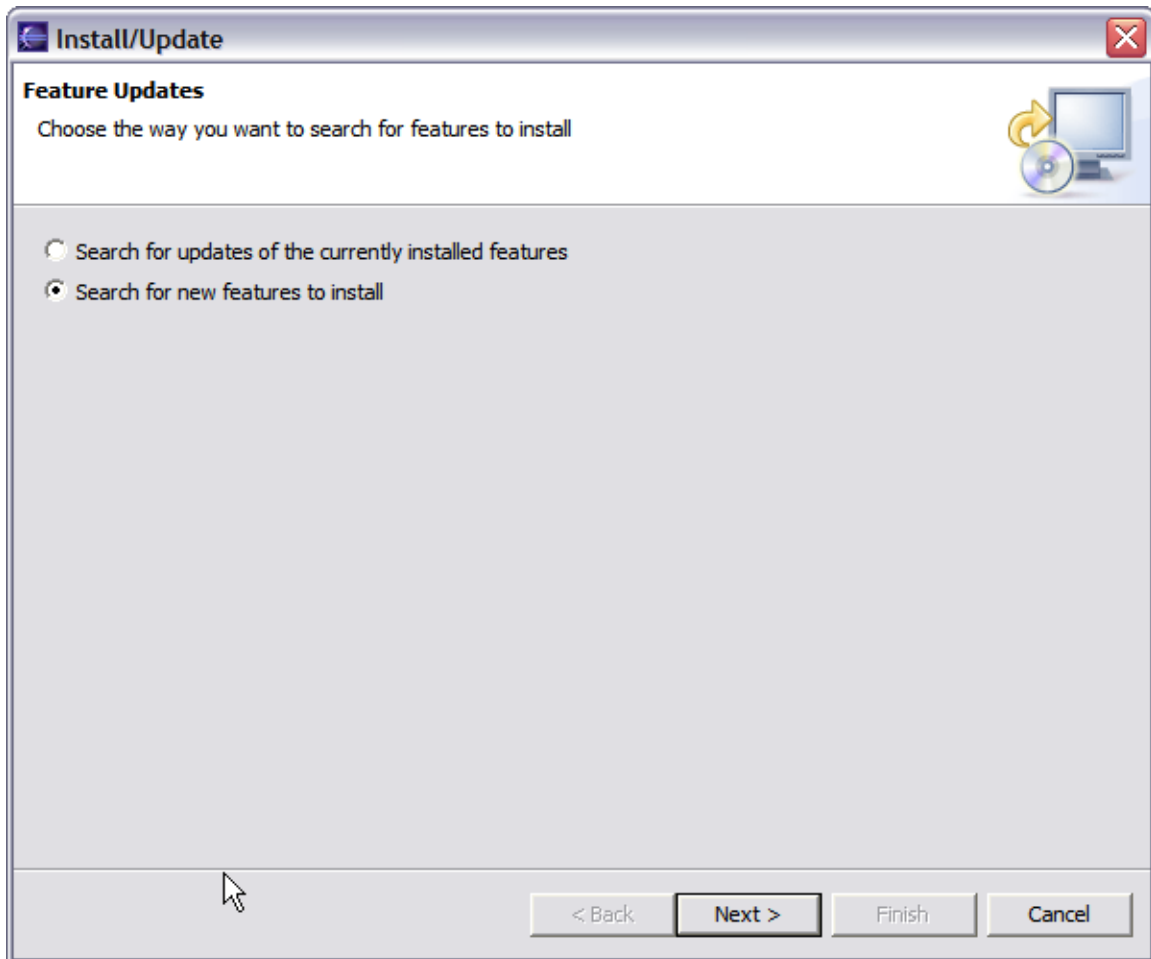 Install/Update
Feature Updates
Choose the way you want to search for features to install
Search for updates of the currently installed features
Search for new features to install
< Back
Next >
Finish
Cancel